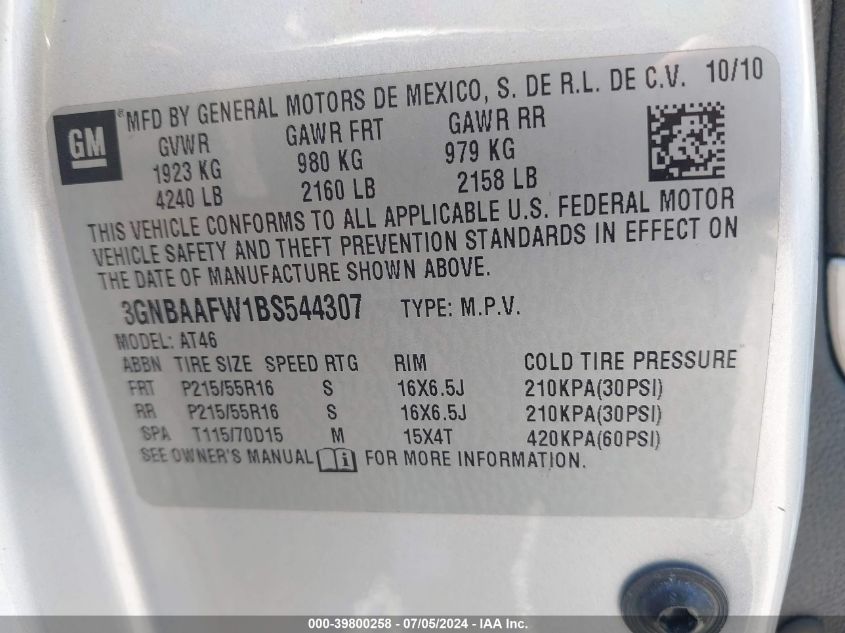 GM
®MFD BY GENERAL MOTORS DE MEXICO, S. DE R.L. DE C.V. 10/10
GVWR GAWR FRT GAWR RR
1923 KG 980 KG 979 KG
4240 LB 2160 LB 2158 LB
THIS VEHICLE CONFORMS TO ALL APPLICABLE U.S. FEDERAL MOTOR
VEHICLE SAFETY AND THEFT PREVENTION STANDARDS IN EFFECT ON
THE DATE OF MANUFACTURE SHOWN ABOVE.
3GNBAAFW1BS544307 TYPE: M.P.V.
MODEL: AT46
ABBN TIRE SIZE SPEED RTG RIM COLD TIRE PRESSURE
FRT P215/55R16 S 16X6.5J 210KPA(30PSI)
RR P215/55R16 S 16X6.5J 210KPA(30PSI)
SPA T115/70D15 M 15X4T 420KPA(60PSI)
SEE OWNER'S MANUAL i FOR MORE INFORMATION.
000-39800258 - 07/05/2024 - IAA Inc.